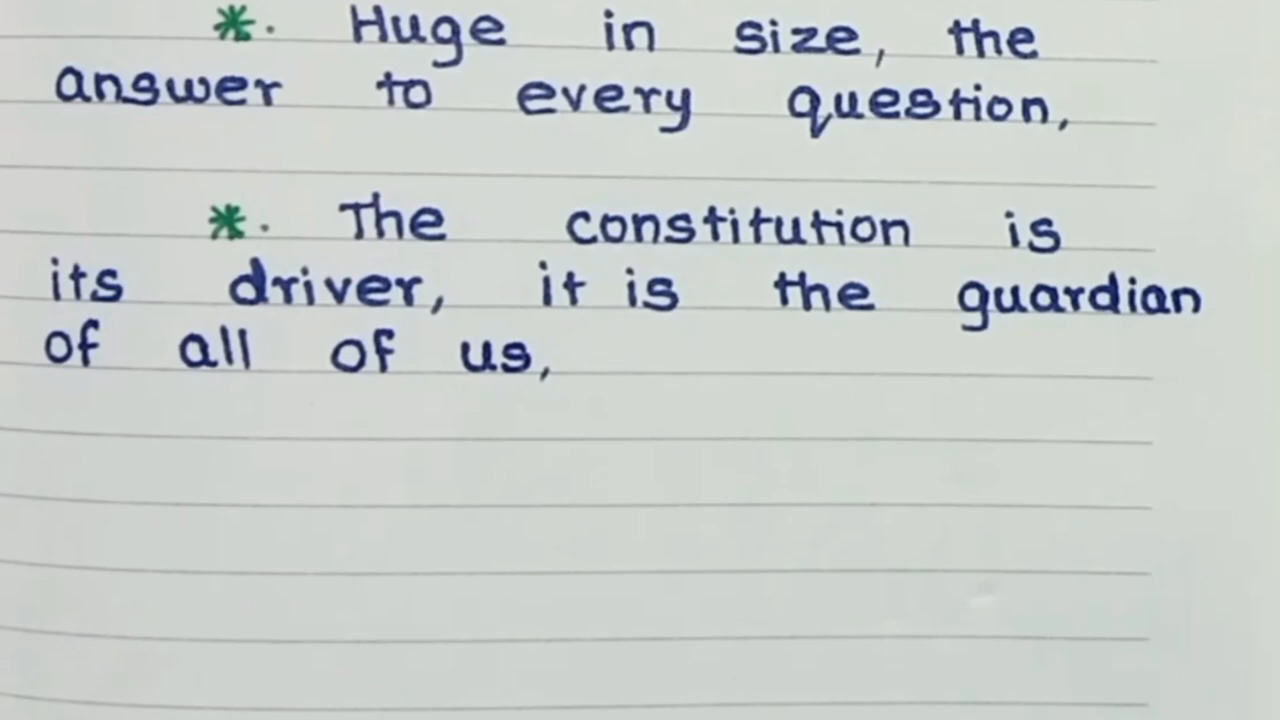 *. Huge in size, the
answer to every question,
*. The constitution is
its driver, it is the guardian
of all of us,